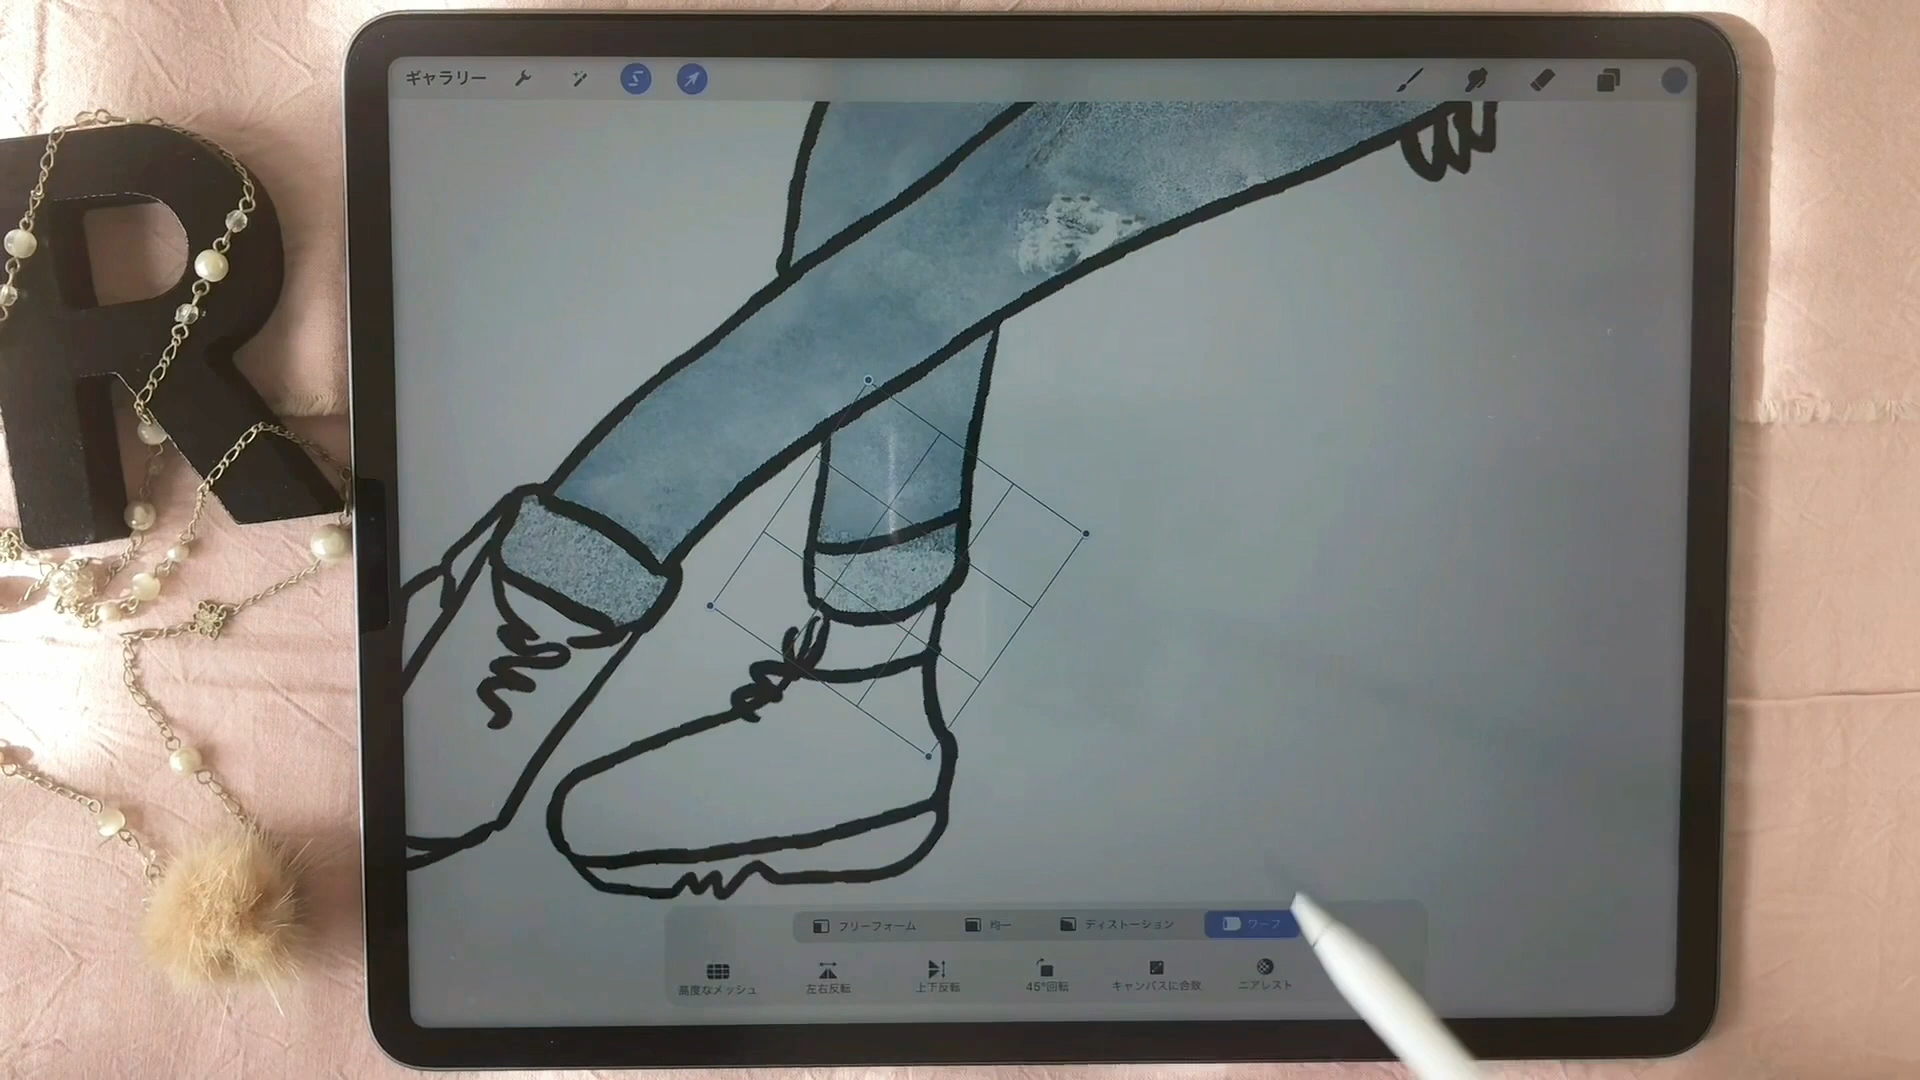 ギャラリー
R
フリーフォーム 均一 ディストーション ワープ
高度なメッシュ 左右反転 上下反転 45°回転 キャンバスに合致 ニアレスト